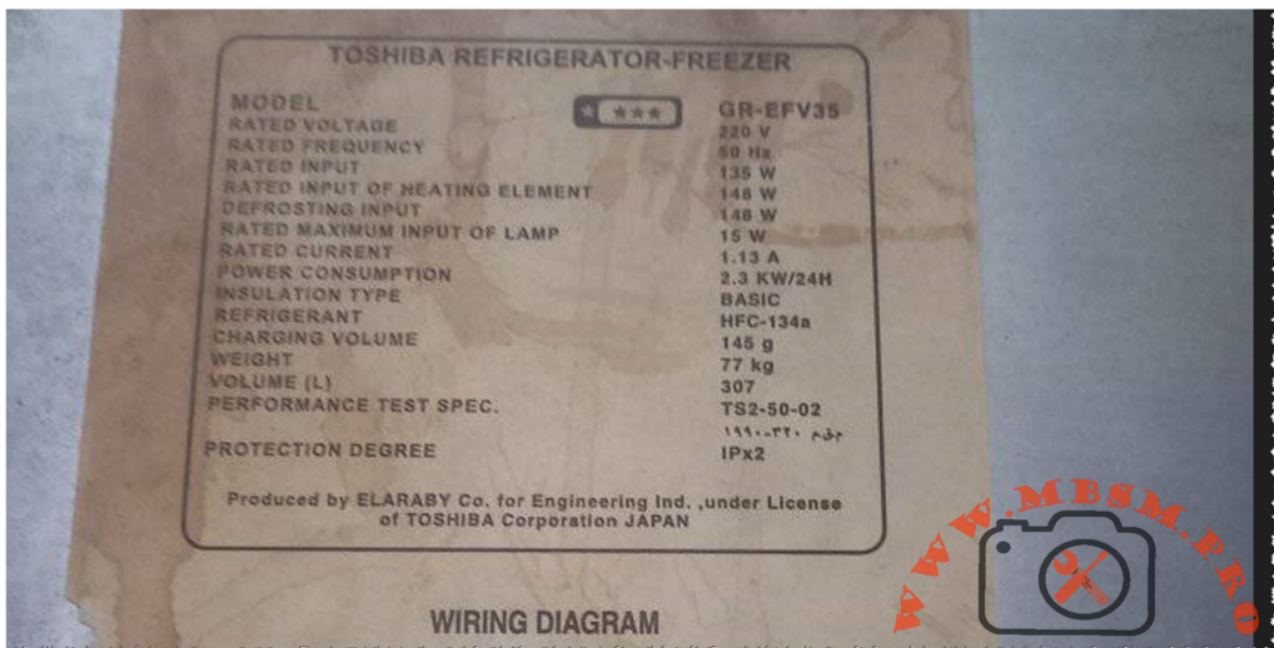 TOSHIBA REFRIGERATOR-FREEZER
MODEL GR-EFV35
RATED VOLTAGE 220 V
RATED FREQUENCY 50 Hz
RATED INPUT 135 W
RATED INPUT OF HEATING ELEMENT 146 W
DEFROSTING INPUT 146 W
RATED MAXIMUM INPUT OF LAMP 15 W
RATED CURRENT 1.13 A
POWER CONSUMPTION 2.3 KW/24H
INSULATION TYPE BASIC
REFRIGERANT HFC-134a
CHARGING VOLUME 145 g
WEIGHT 77 kg
VOLUME (L) 307
PERFORMANCE TEST SPEC. TS2-50-02
م.ق.م ٣٢٠-١٩٩٠
PROTECTION DEGREE IPx2
Produced by ELARABY Co. for Engineering Ind. ,under License
of TOSHIBA Corporation JAPAN
WIRING DIAGRAM
WWW.MBSM.PRO